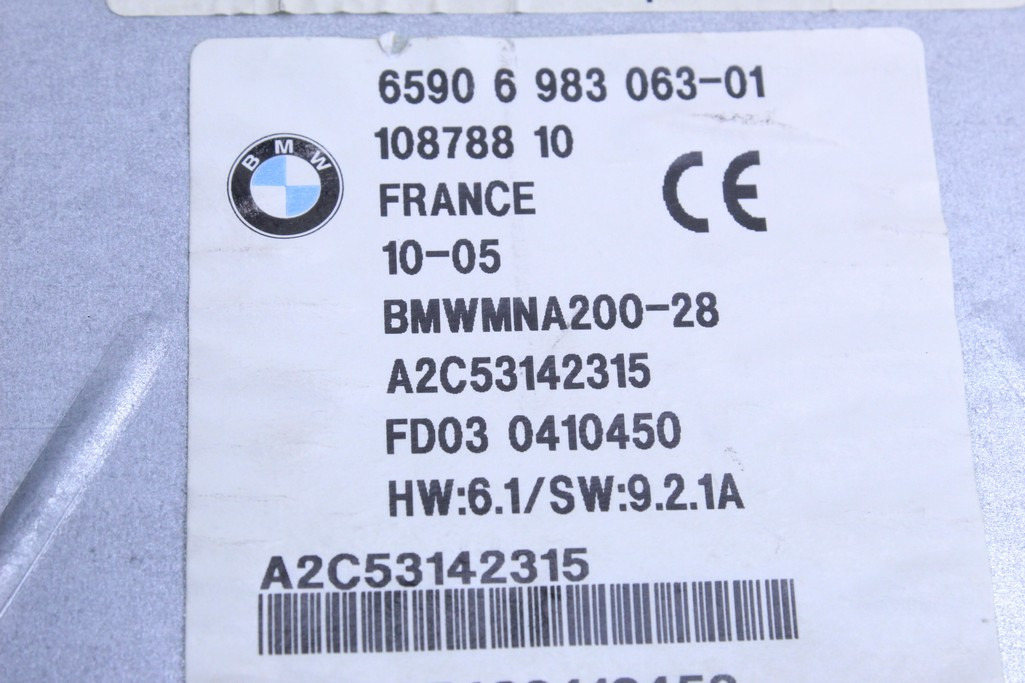 6590 6 983 063-01
108788 10
BMW
FRANCE
CE
10-05
BMWMNA200-28
A2C53142315
FD03 0410450
HW:6.1/SW:9.2.1A
A2C53142315